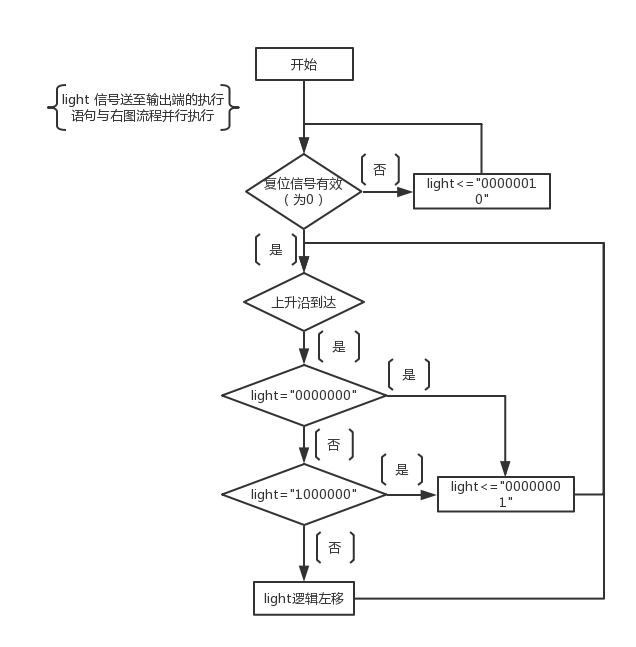 开始
light 信号送至输出端的执行
语句与右图流程并行执行
复位信号有效
（为0）
否
light<="0000001
0"
是
上升沿到达
是
light="0000000"
是
否
light="1000000"
是
light<="0000000
1"
否
light逻辑左移